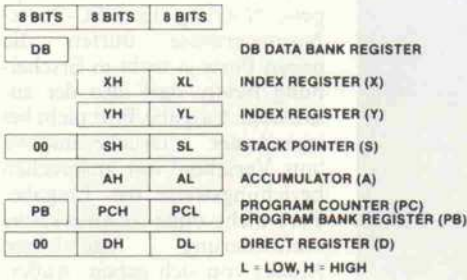 8 BITS 8 BITS 8 BITS
DB DB DATA BANK REGISTER
XH XL INDEX REGISTER (X)
YH YL INDEX REGISTER (Y)
00 SH SL STACK POINTER (S)
AH AL ACCUMULATOR (A)
PB PCH PCL PROGRAM COUNTER (PC)
PROGRAM BANK REGISTER (PB)
00 DH DL DIRECT REGISTER (D)
L = LOW, H = HIGH